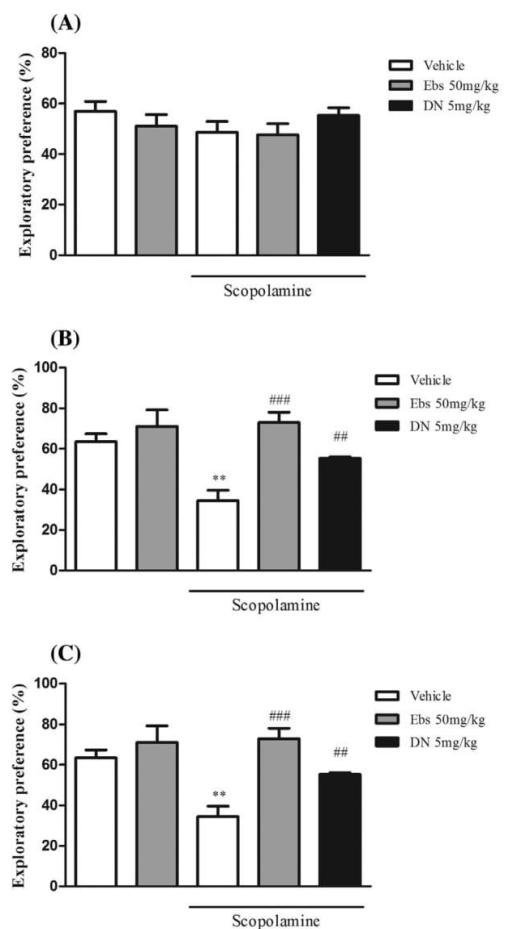 (A)
Exploratory preference (%)
80
60
40
20
0
Vehicle
Ebs 50mg/kg
DN 5mg/kg
Scopolamine
(B)
Exploratory preference (%)
100
80
60
40
20
0
**
###
##
Vehicle
Ebs 50mg/kg
DN 5mg/kg
Scopolamine
(C)
Exploratory preference (%)
100
80
60
40
20
0
**
###
##
Vehicle
Ebs 50mg/kg
DN 5mg/kg
Scopolamine